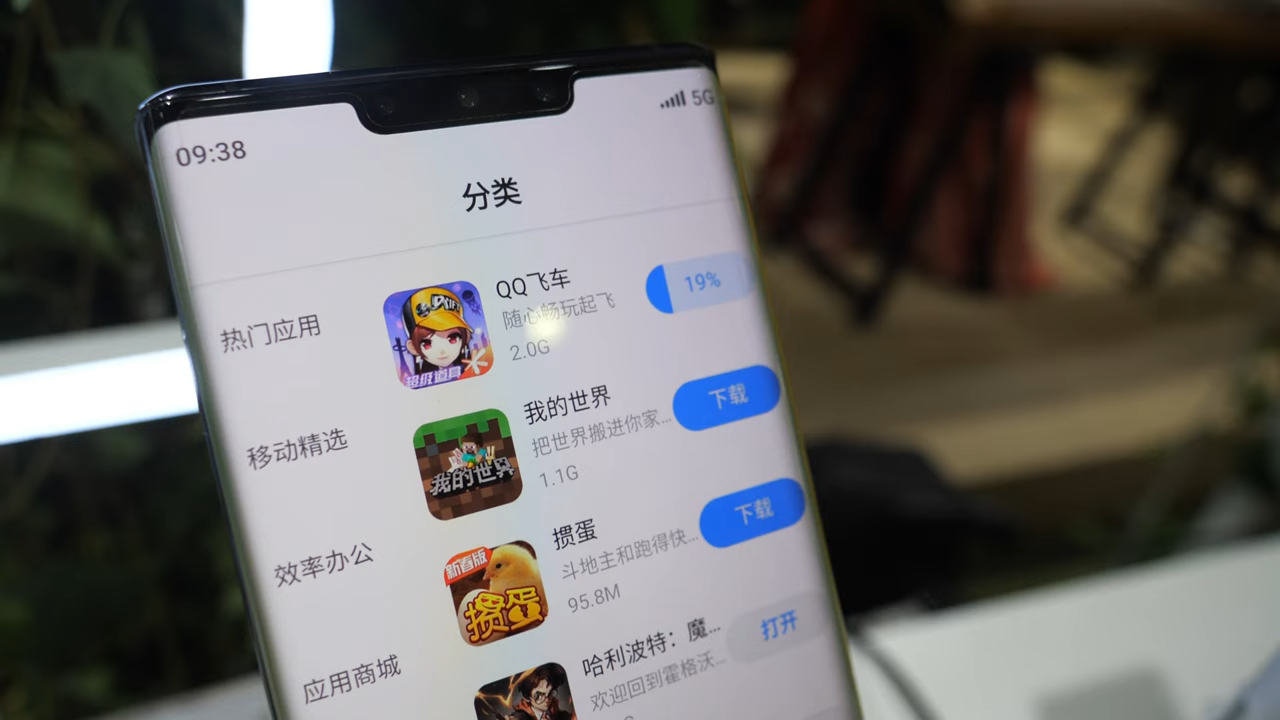 09:38
5G
分类
热门应用
移动精选
效率办公
应用商城
超级道具
QQ飞车
随心畅玩起飞
2.0G
19%
我的世界
我的世界
把世界搬进你家...
1.1G
下载
新春版
掼蛋
掼蛋
斗地主和跑得快...
95.8M
下载
哈利波特：魔...
欢迎回到霍格沃...
打开